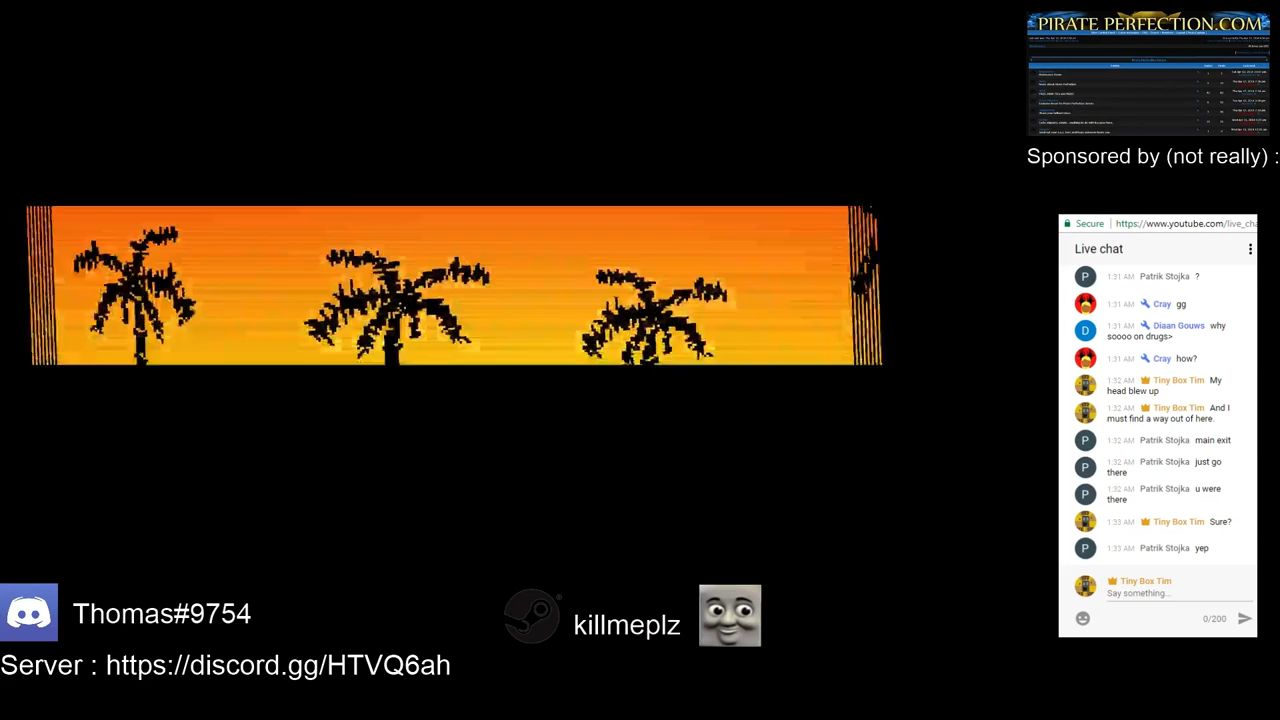 PIRATE PERFECTION.COM
Sponsored by (not really) :
Secure | https://www.youtube.com/live_cha
Live chat
1:31 AM Patrik Stojka ?
1:31 AM Cray gg
1:31 AM Diaan Gouws why
soooo on drugs>
1:31 AM Cray how?
1:32 AM Tiny Box Tim My
head blew up
1:32 AM Tiny Box Tim And I
must find a way out of here.
1:32 AM Patrik Stojka main exit
1:32 AM Patrik Stojka just go
there
1:32 AM Patrik Stojka u were
there
1:33 AM Tiny Box Tim Sure?
1:33 AM Patrik Stojka yep
Tiny Box Tim
Say something...
0/200
Thomas#9754
killmeplz
Server : https://discord.gg/HTVQ6ah